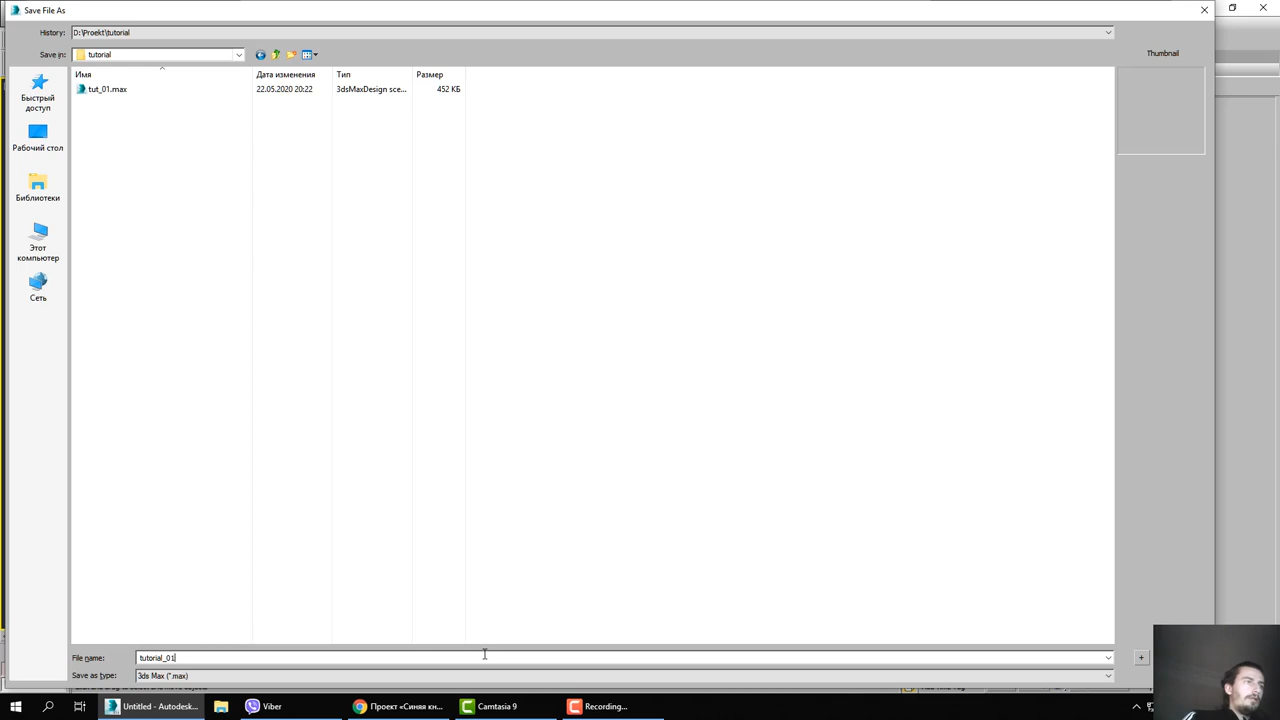 Save File As
History: D:\Proekt\tutorial
Save in: tutorial
Thumbnail
Имя Дата изменения Тип Размер
tut_01.max 22.05.2020 20:22 3dsMaxDesign sce... 452 КБ
Быстрый
доступ
Рабочий стол
Библиотеки
Этот
компьютер
Сеть
File name: tutorial_01
+
Save as type: 3ds Max (*.max)
Untitled - Autodesk... Viber Проект «Синяя кн... Camtasia 9 Recording...